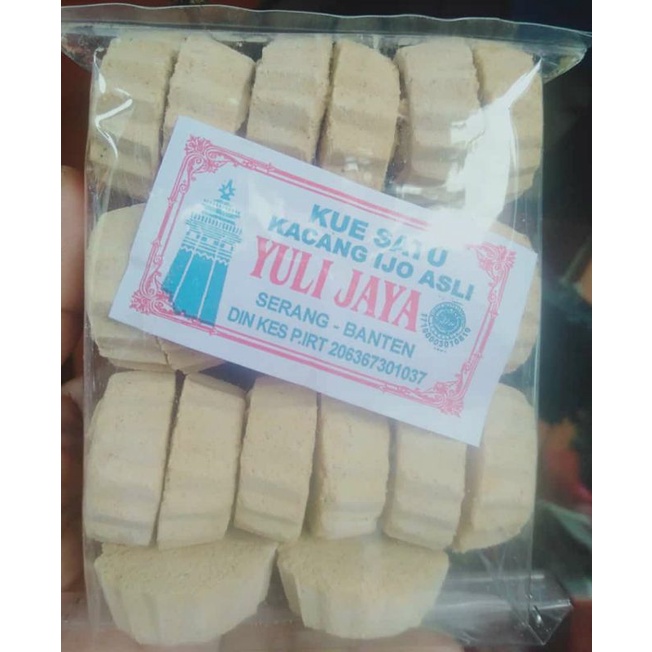 KUE SATU
KACANG IJO ASLI
YULI JAYA
SERANG - BANTEN
DIN KES P.IRT 206367301037